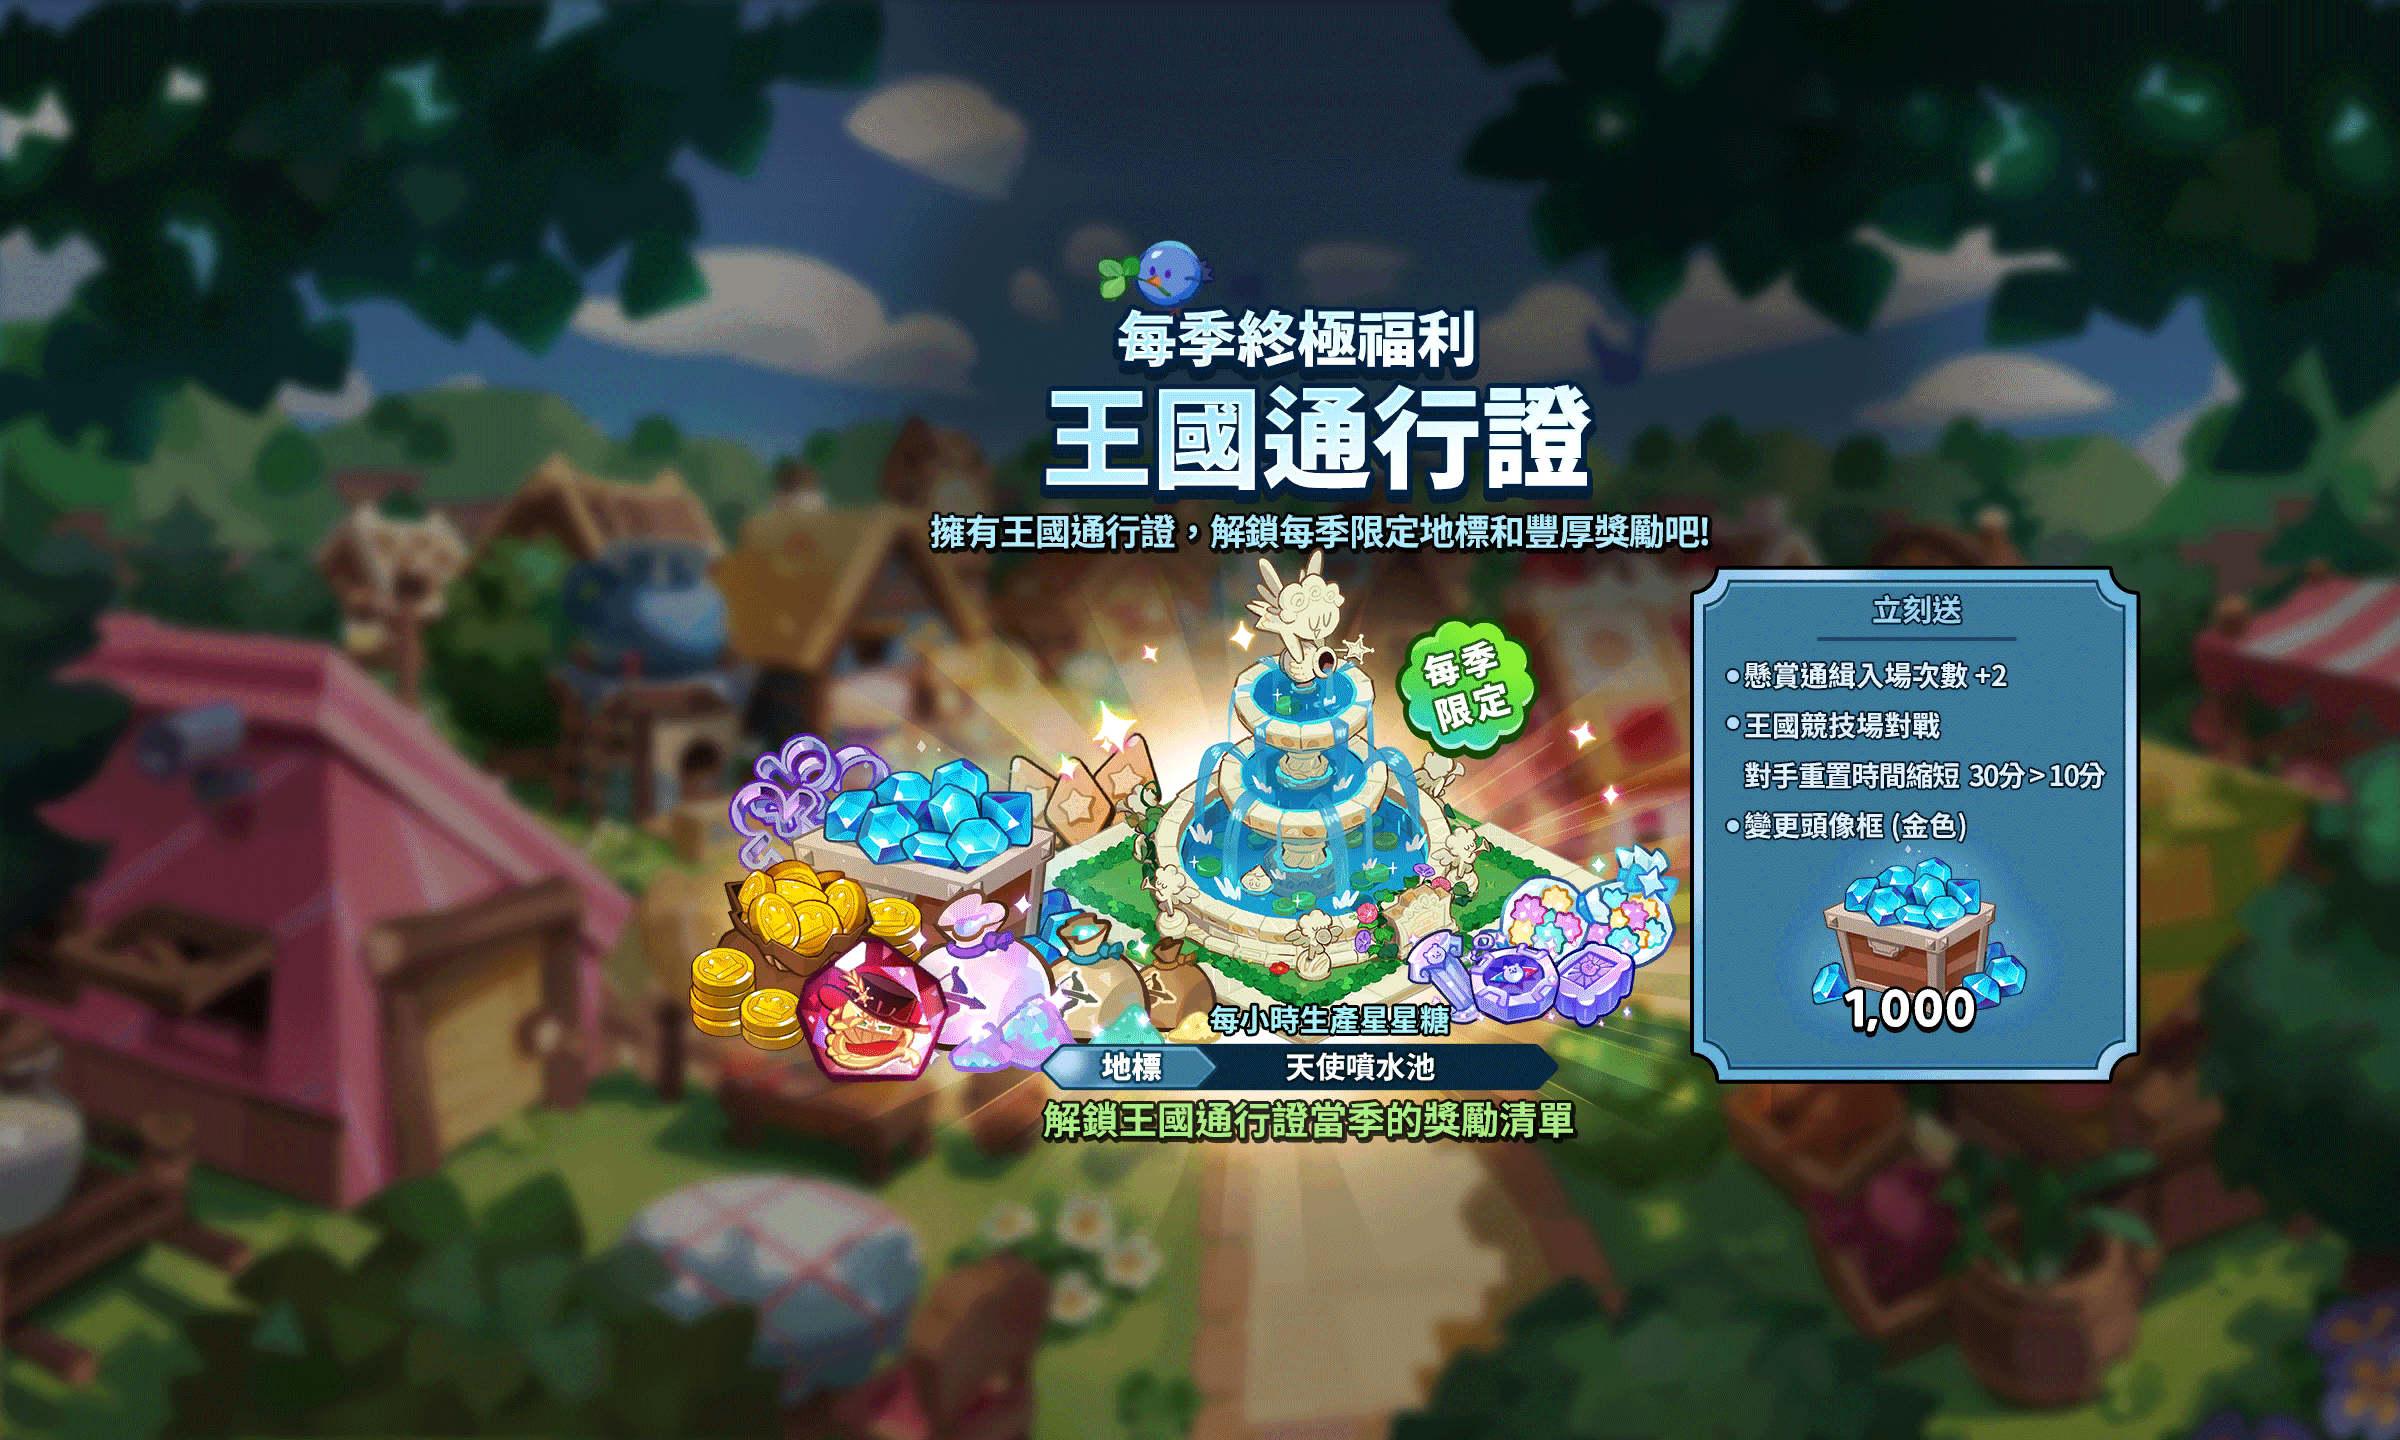 每季終極福利
王國通行證
擁有王國通行證，解鎖每季限定地標和豐厚獎勵吧!
每季
限定
每小時生產星星糖
地標 天使噴水池
解鎖王國通行證當季的獎勵清單
立刻送
•懸賞通緝入場次數 +2
•王國競技場對戰
對手重置時間縮短 30分 > 10分
•變更頭像框 (金色)
1,000